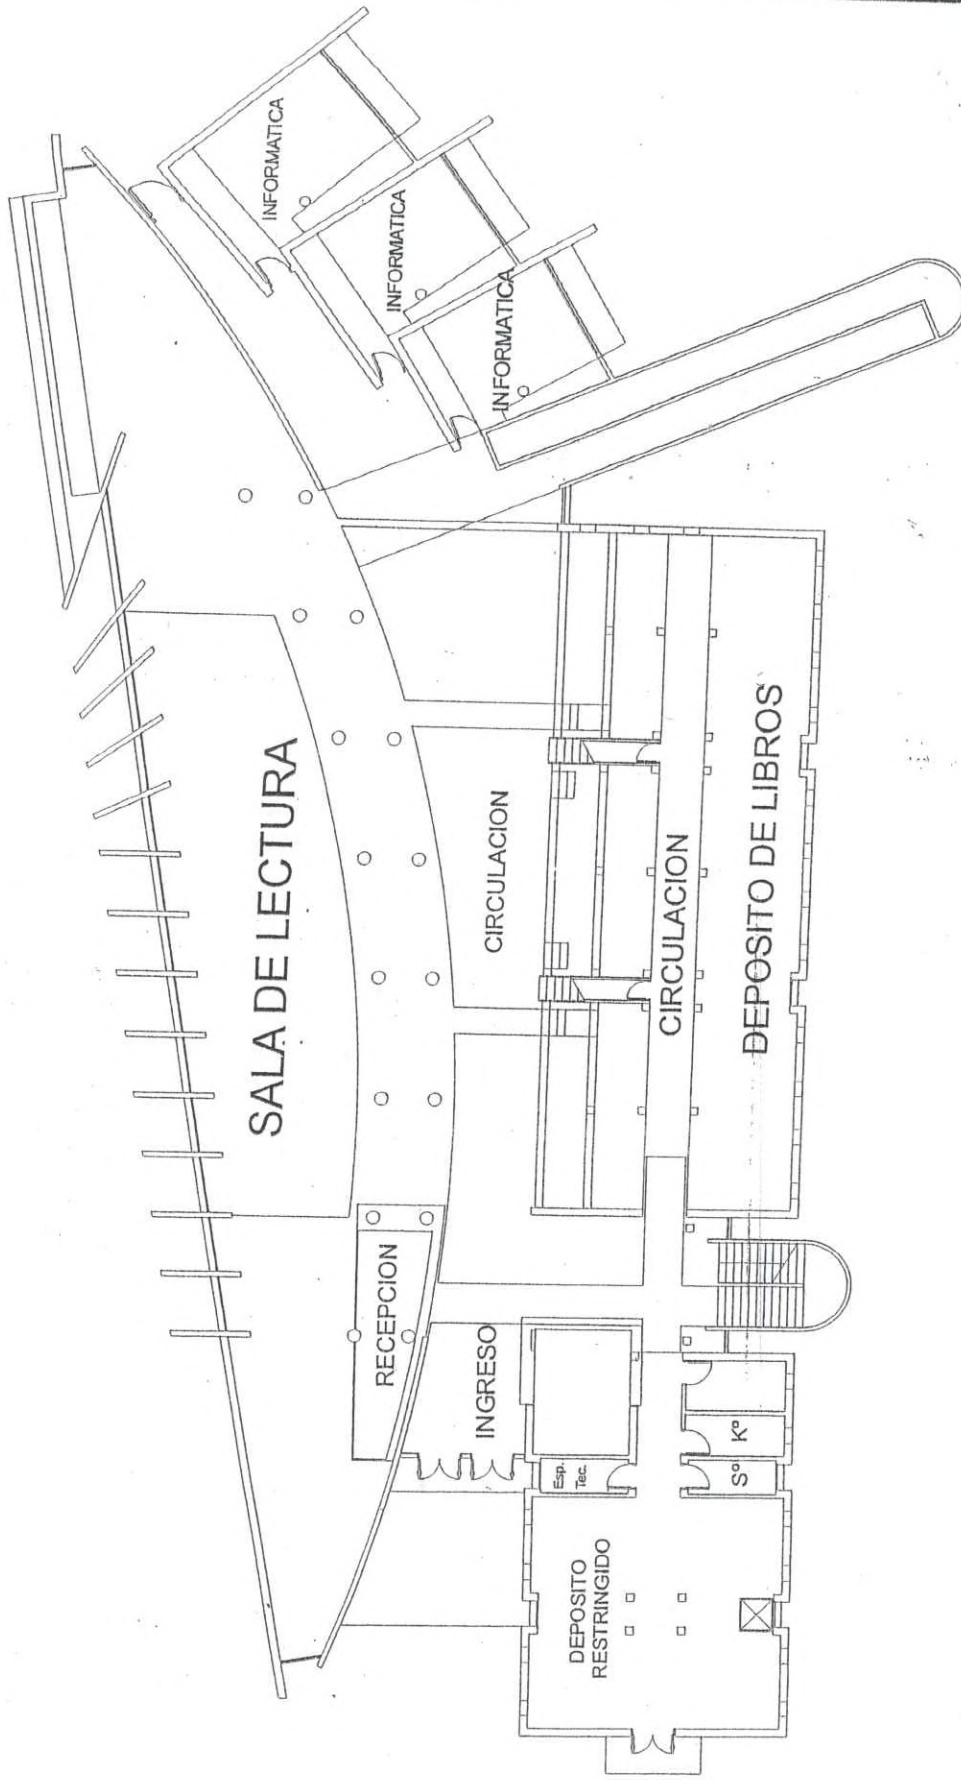 INFORMATICA
INFORMATICA
INFORMATICA
SALA DE LECTURA
CIRCULACION
CIRCULACION
DEPOSITO DE LIBROS
RECEPCION
INGRESO
Esp.
Tec.
Sº
Kº
DEPOSITO
RESTRINGIDO